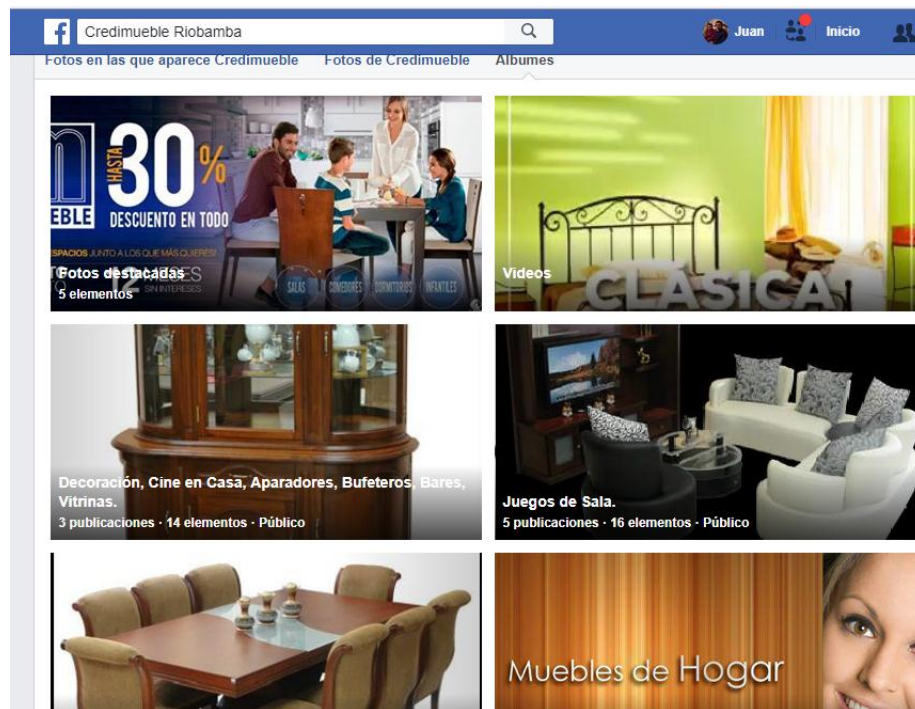 Credimueble Riobamba
Juan
Inicio
Fotos en las que aparece Credimueble Fotos de Credimueble Albumes
HASTA
30%
DESCUENTO EN TODO
EBLE
ESPACIOS JUNTO A LOS QUE MÁS QUIERES!
12
SIN INTERESES
SALAS COMEDORES DORMITORIOS INFANTILES
Fotos destacadas
5 elementos
Videos
CLÁSICA
Decoración, Cine en Casa, Aparadores, Bufeteros, Bares,
Vitrinas.
3 publicaciones · 14 elementos · Público
Juegos de Sala.
5 publicaciones · 16 elementos · Público
Muebles de Hogar